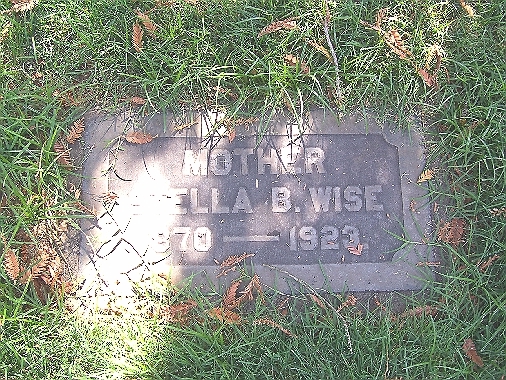 MOTHER
STELLA B. WISE
1870 — 1923.